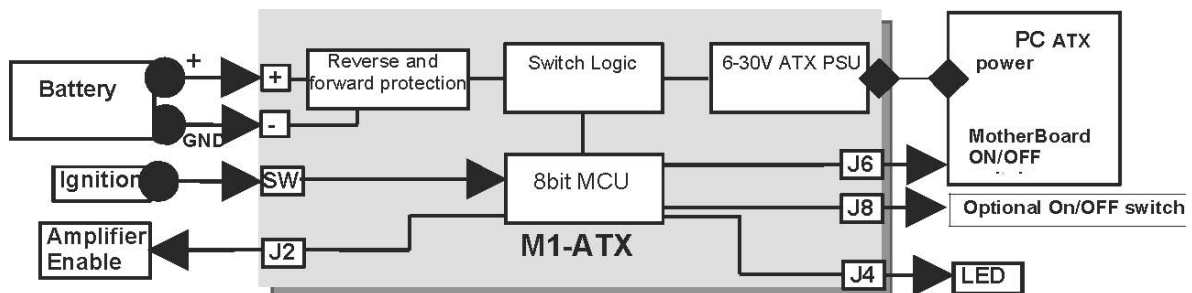 Battery
+
GND
Ignition
Amplifier
Enable
+
-
SW
J2
Reverse and
forward protection
Switch Logic
6-30V ATX PSU
8bit MCU
M1-ATX
J6
J8
J4
PC ATX
power
MotherBoard
ON/OFF
Optional On/OFF switch
LED